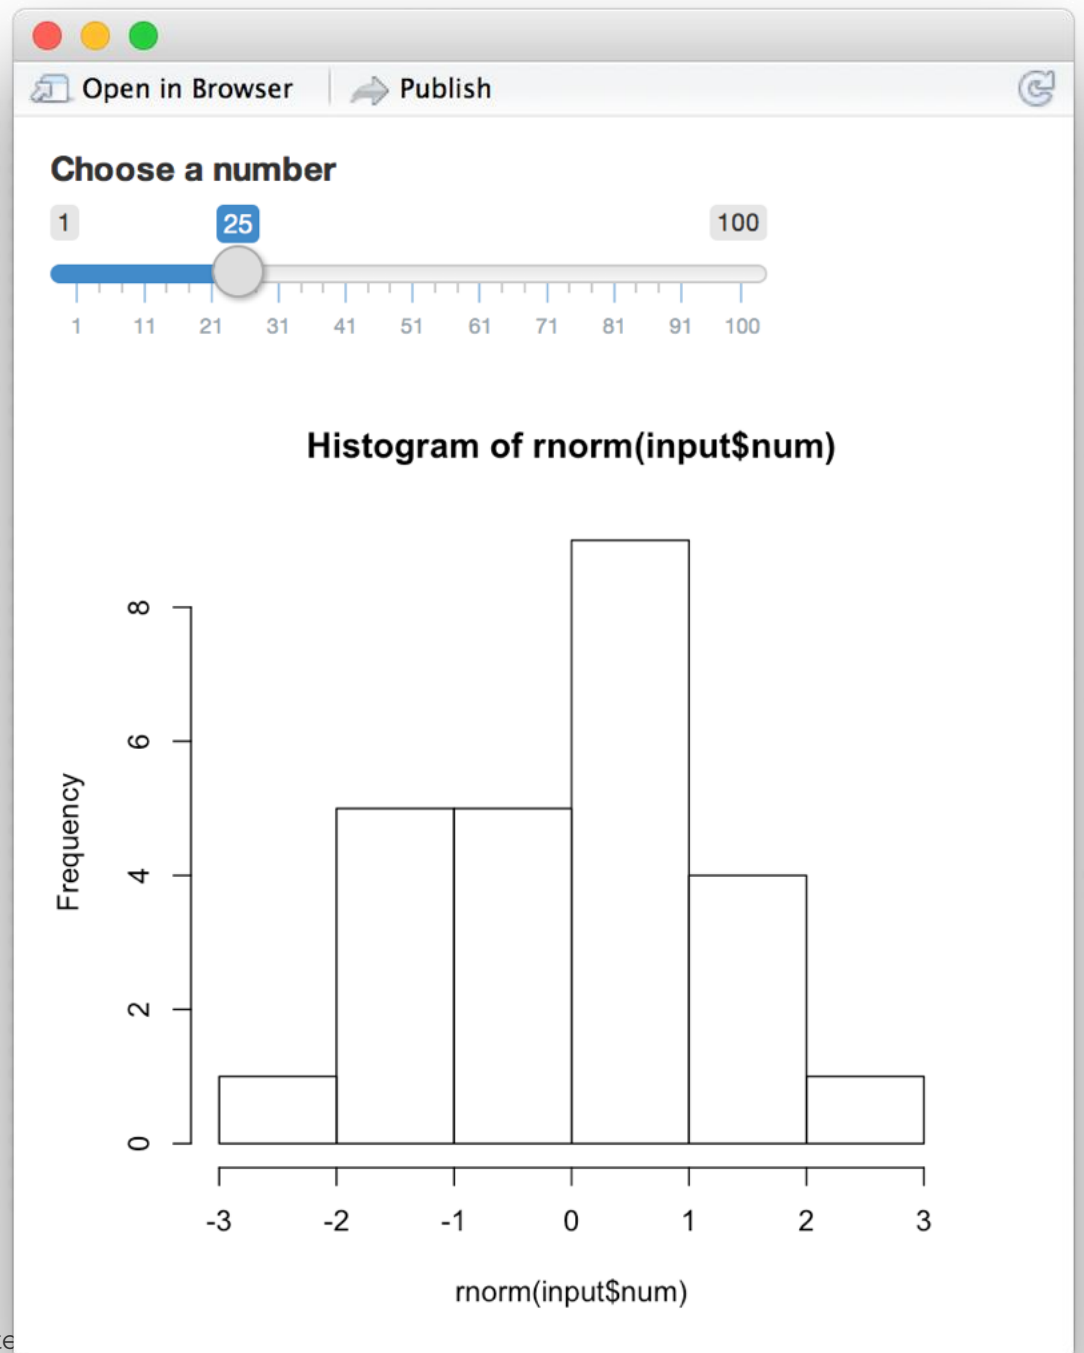 Open in Browser Publish
Choose a number
1 25 100
1 11 21 31 41 51 61 71 81 91 100
Histogram of rnorm(input$num)
8
6
4
2
0
Frequency
-3 -2 -1 0 1 2 3
rnorm(input$num)